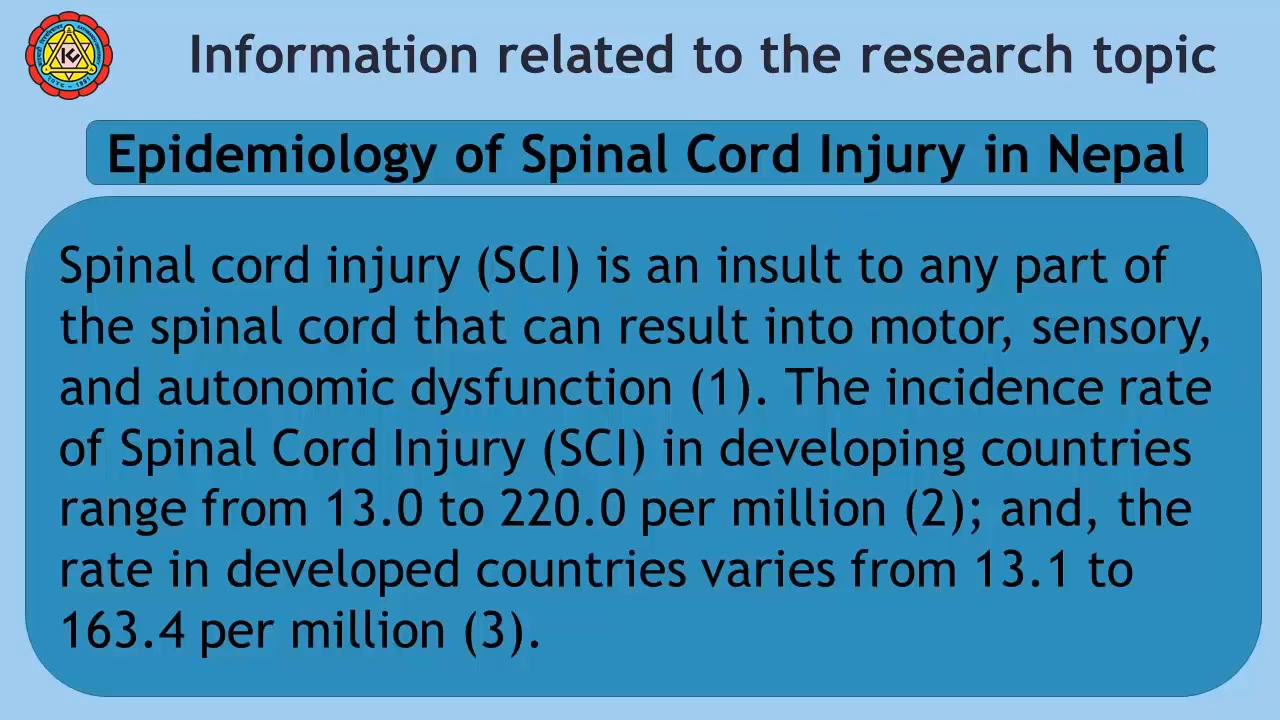 Information related to the research topic
Epidemiology of Spinal Cord Injury in Nepal
Spinal cord injury (SCI) is an insult to any part of
the spinal cord that can result into motor, sensory,
and autonomic dysfunction (1). The incidence rate
of Spinal Cord Injury (SCI) in developing countries
range from 13.0 to 220.0 per million (2); and, the
rate in developed countries varies from 13.1 to
163.4 per million (3).